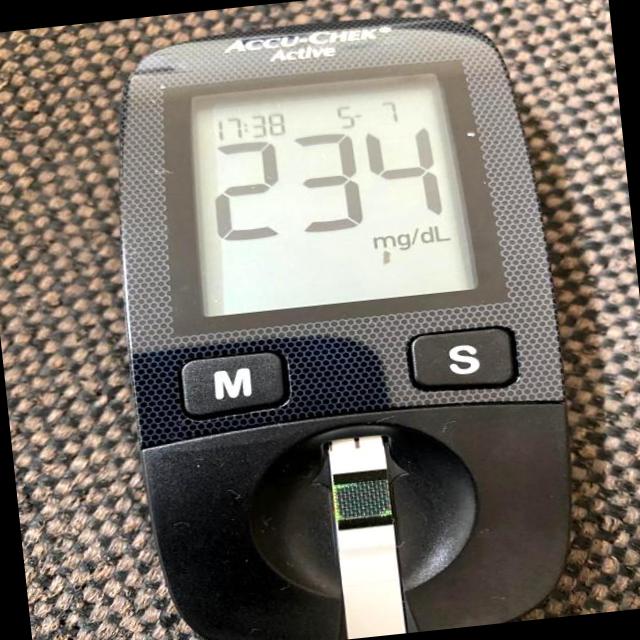 ACCU-CHEK®
Active
17:38 5- 7
234
mg/dL
M S